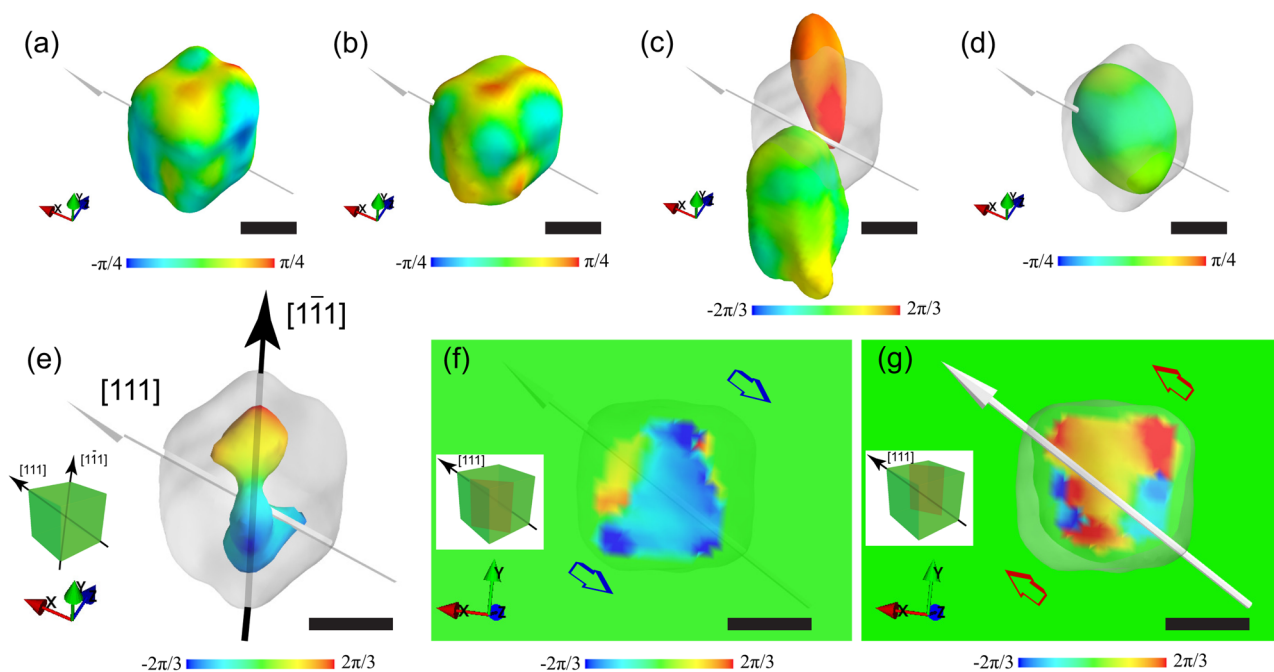 (a)
(b)
(c)
(d)
X Y
X Y
X Y
X Y
-π/4 π/4
-π/4 π/4
-2π/3 2π/3
-π/4 π/4
(e)
[11̅1]
[111]
[111] [11̅1]
X Y
-2π/3 2π/3
(f)
[111]
X Y Z
-2π/3 2π/3
(g)
[111]
X Y Z
-2π/3 2π/3